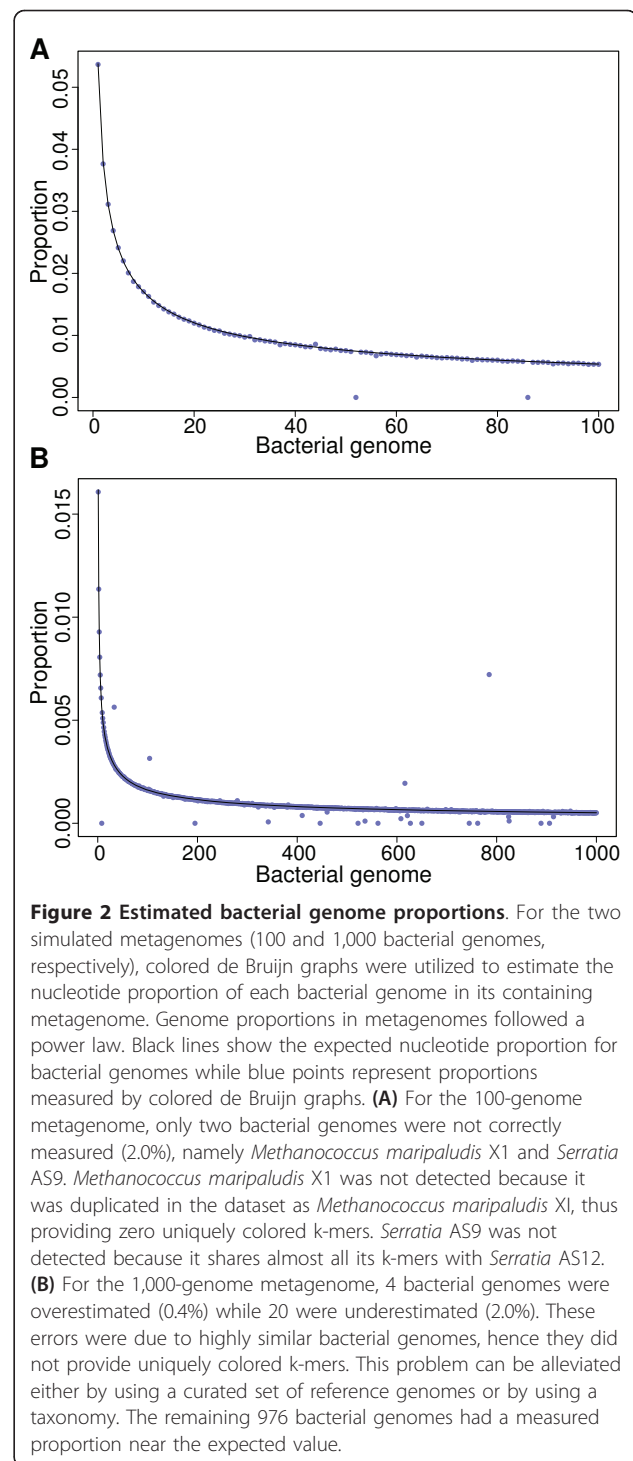 A
0.05
0.04
0.03
0.02
0.01
0.00
Proportion
0
20
40
60
80
100
Bacterial genome
B
0.015
0.010
0.005
0.000
Proportion
0
200
400
600
800
1000
Bacterial genome
Figure 2 Estimated bacterial genome proportions. For the two
simulated metagenomes (100 and 1,000 bacterial genomes,
respectively), colored de Bruijn graphs were utilized to estimate the
nucleotide proportion of each bacterial genome in its containing
metagenome. Genome proportions in metagenomes followed a
power law. Black lines show the expected nucleotide proportion for
bacterial genomes while blue points represent proportions
measured by colored de Bruijn graphs. (A) For the 100-genome
metagenome, only two bacterial genomes were not correctly
measured (2.0%), namely Methanococcus maripaludis X1 and Serratia
AS9. Methanococcus maripaludis X1 was not detected because it
was duplicated in the dataset as Methanococcus maripaludis XI, thus
providing zero uniquely colored k-mers. Serratia AS9 was not
detected because it shares almost all its k-mers with Serratia AS12.
(B) For the 1,000-genome metagenome, 4 bacterial genomes were
overestimated (0.4%) while 20 were underestimated (2.0%). These
errors were due to highly similar bacterial genomes, hence they did
not provide uniquely colored k-mers. This problem can be alleviated
either by using a curated set of reference genomes or by using a
taxonomy. The remaining 976 bacterial genomes had a measured
proportion near the expected value.